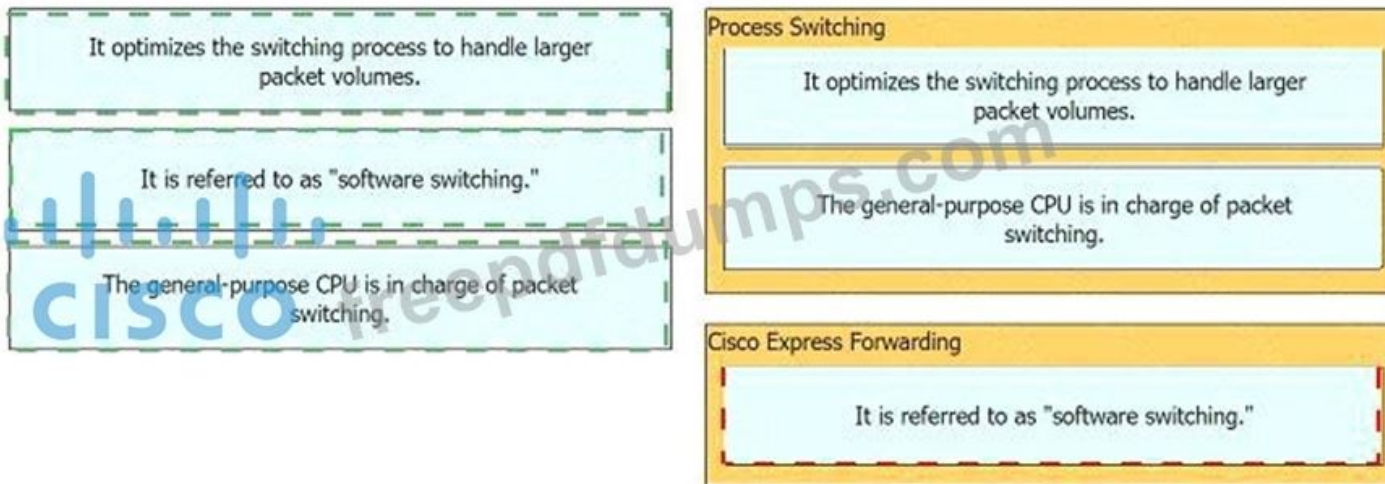 It optimizes the switching process to handle larger
packet volumes.
It is referred to as "software switching."
The general-purpose CPU is in charge of packet
switching.
CISCO
freepdfdumps.com
Process Switching
It optimizes the switching process to handle larger
packet volumes.
The general-purpose CPU is in charge of packet
switching.
Cisco Express Forwarding
It is referred to as "software switching."